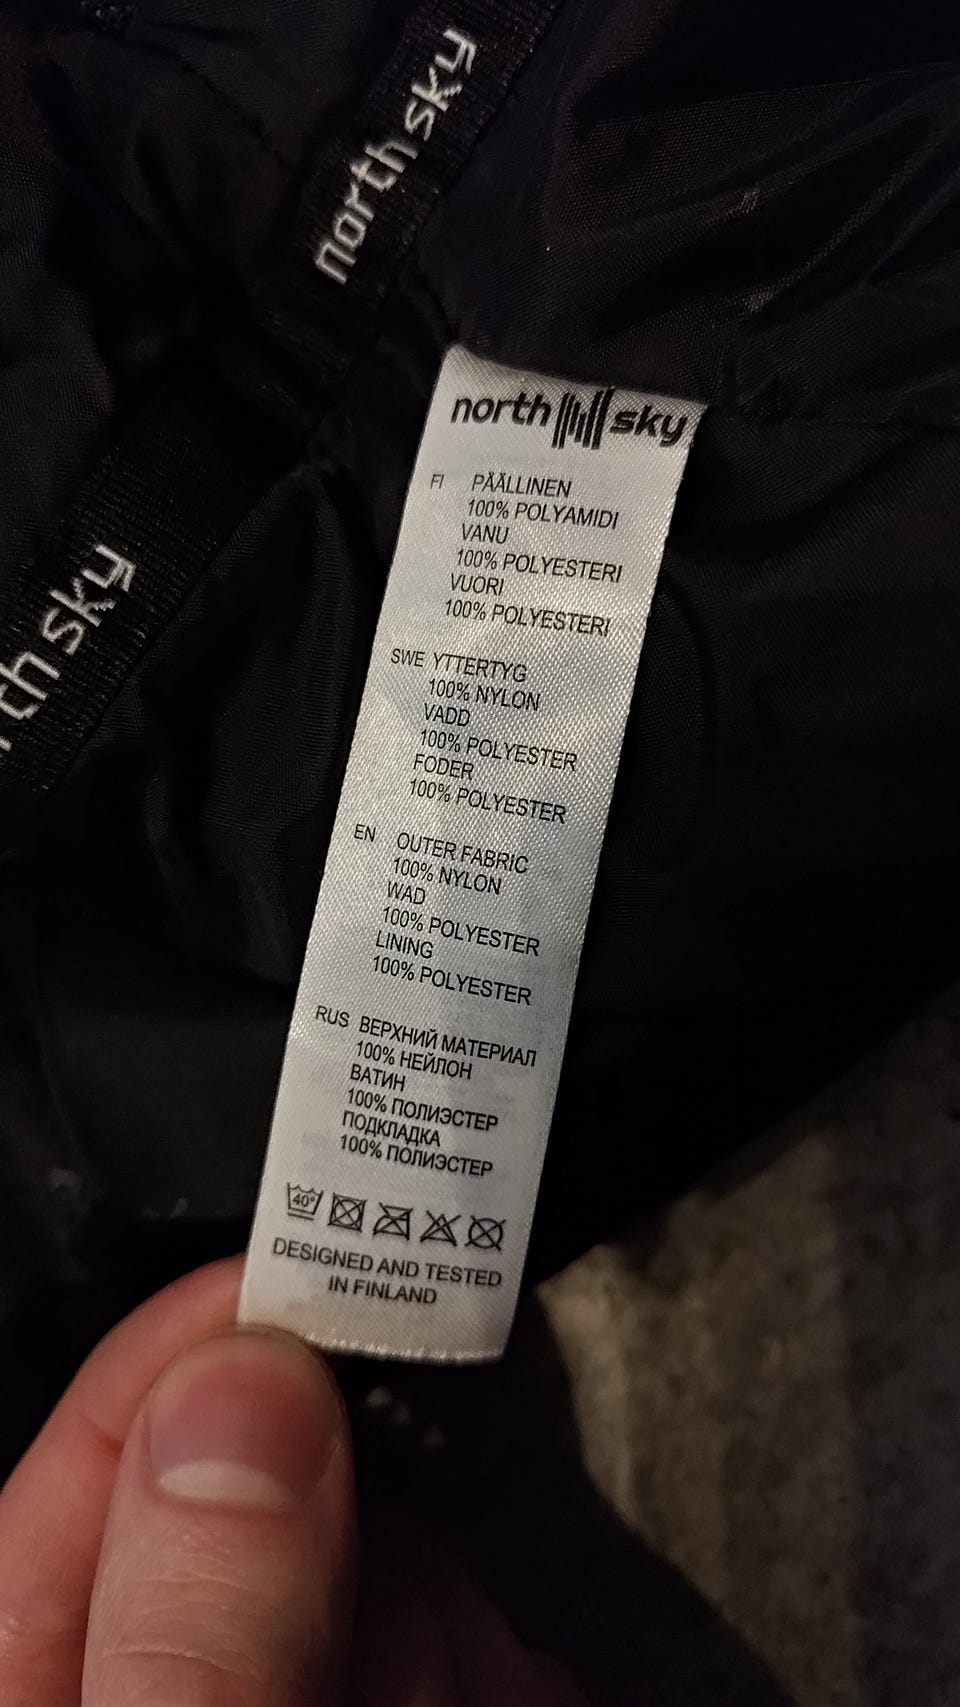 north sky
rth sky
north sky
FI PÄÄLLINEN
100% POLYAMIDI
VANU
100% POLYESTERI
VUORI
100% POLYESTERI
SWE YTTERTYG
100% NYLON
VADD
100% POLYESTER
FODER
100% POLYESTER
EN OUTER FABRIC
100% NYLON
WAD
100% POLYESTER
LINING
100% POLYESTER
RUS ВЕРХНИЙ МАТЕРИАЛ
100% НЕЙЛОН
ВАТИН
100% ПОЛИЭСТЕР
ПОДКЛАДКА
100% ПОЛИЭСТЕР
40°
DESIGNED AND TESTED
IN FINLAND